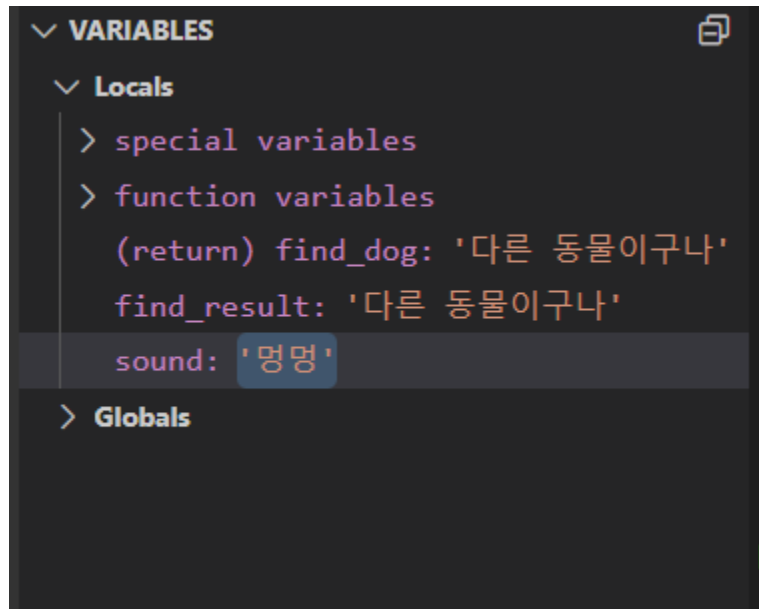 VARIABLES
Locals
special variables
function variables
(return) find_dog: '다른 동물이구나'
find_result: '다른 동물이구나'
sound: '멍멍'
Globals